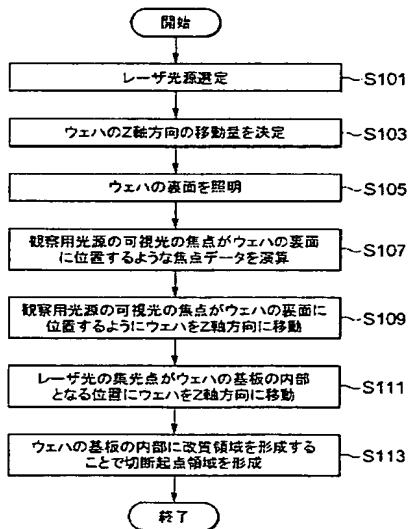 開始
レーザ光源選定
S101
ウェハのZ軸方向の移動量を決定
S103
ウェハの裏面を照明
S105
観察用光源の可視光の焦点がウェハの裏面
に位置するような焦点データを演算
S107
観察用光源の可視光の焦点がウェハの裏面に
位置するようにウェハをZ軸方向に移動
S109
レーザ光の集光点がウェハの基板の内部
となる位置にウェハをZ軸方向に移動
S111
ウェハの基板の内部に改質領域を形成する
ことで切断起点領域を形成
S113
終了